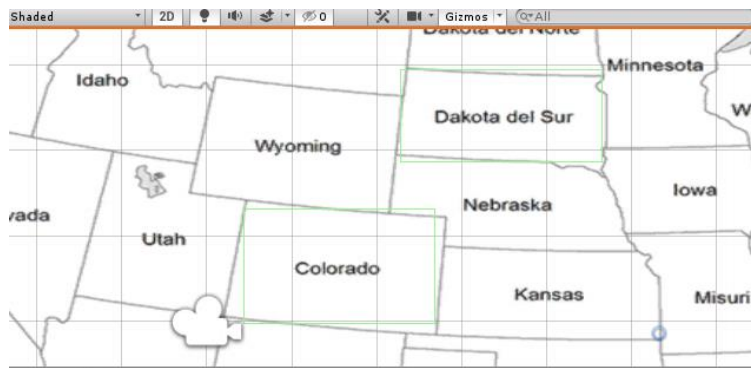 Shaded 2D 0 Gizmos All
Dakota del Norte
Minnesota
Idaho
Dakota del Sur
W
Wyoming
Iowa
Nebraska
vada
Utah
Colorado
Kansas
Misuri